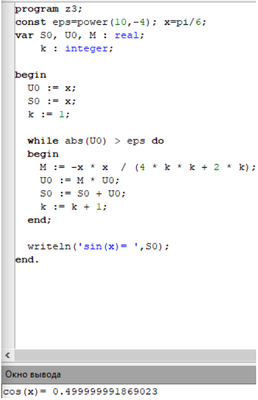 program z3;
const eps=power(10,-4); x=pi/6;
var S0, U0, M : real;
k : integer;
begin
U0 := x;
S0 := x;
k := 1;
while abs(U0) > eps do
begin
M := -x * x / (4 * k * k + 2 * k);
U0 := M * U0;
S0 := S0 + U0;
k := k + 1;
end;
writeln('sin(x)= ',S0);
end.
Окно вывода
cos(x)= 0.499999991869023